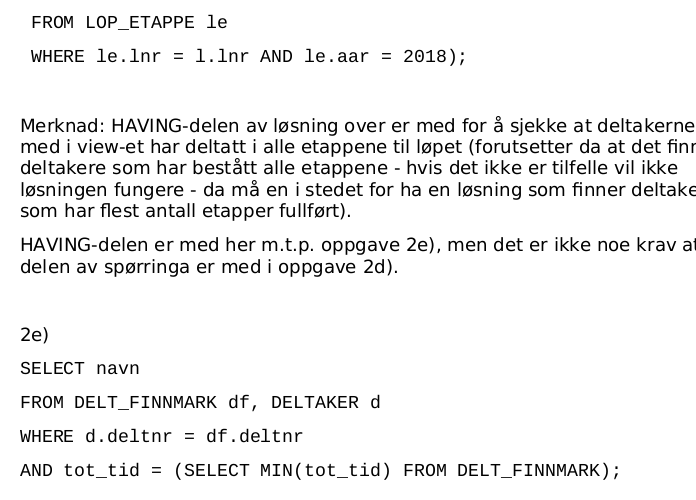 FROM LOP_ETAPPE le
WHERE le.lnr = l.lnr AND le.aar = 2018);
Merknad: HAVING-delen av løsning over er med for å sjekke at deltakerne
med i view-et har deltatt i alle etappene til løpet (forutsetter da at det
deltakere som har bestått alle etappene - hvis det ikke er tilfelle vil ikke
løsningen fungere - da må en i stedet for ha en løsning som finner
som har flest antall etapper fullført).
HAVING-delen er med her m.t.p. oppgave 2e), men det er ikke noe krav
delen av spørringa er med i oppgave 2d).
2e)
SELECT navn
FROM DELT_FINNMARK df, DELTAKER d
WHERE d.deltnr = df.deltnr
AND tot_tid = (SELECT MIN(tot_tid) FROM DELT_FINNMARK);